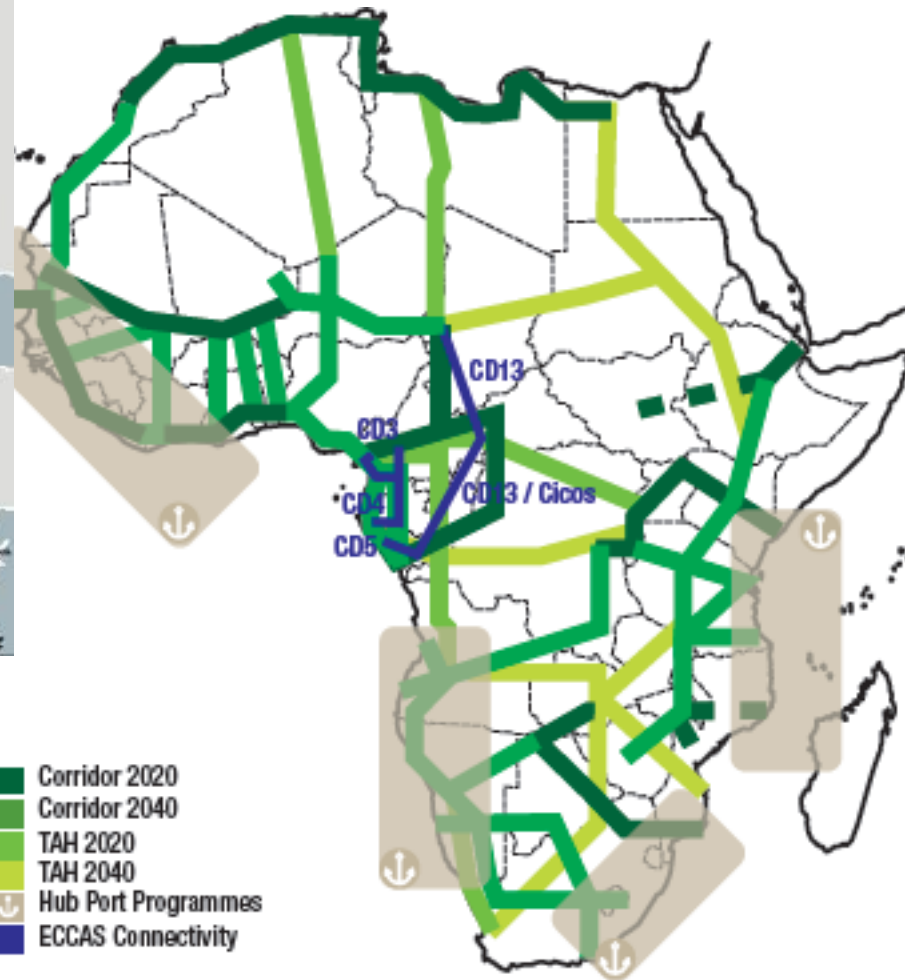 CD13
CD3
CD4
CD13 / Cicos
CD5
Corridor 2020
Corridor 2040
TAH 2020
TAH 2040
Hub Port Programmes
ECCAS Connectivity